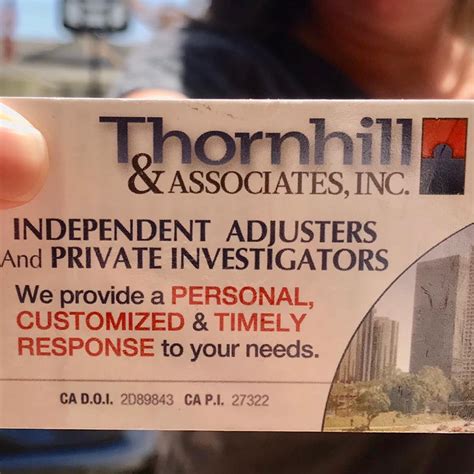 Thornhill
& ASSOCIATES, INC.
INDEPENDENT ADJUSTERS
And PRIVATE INVESTIGATORS
We provide a PERSONAL,
CUSTOMIZED & TIMELY
RESPONSE to your needs.
CA D.O.I. 2D89843 CA P.I. 27322